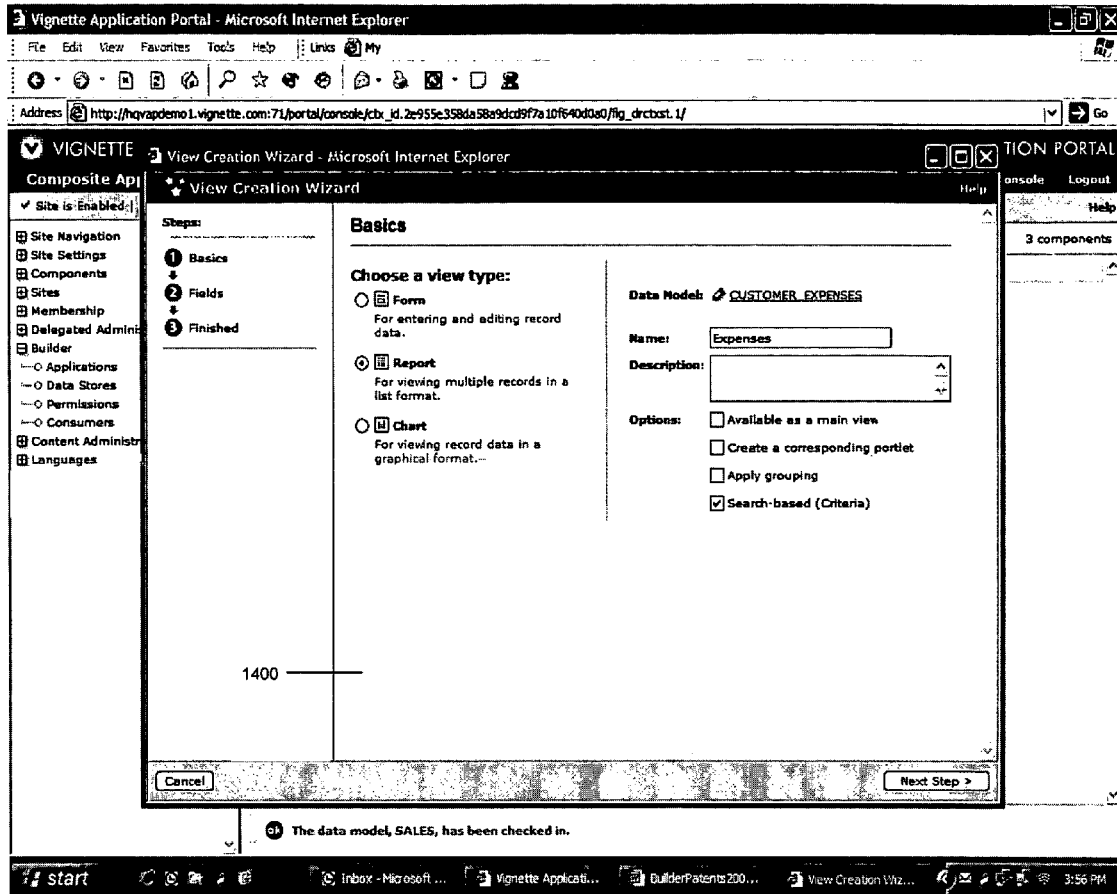 Vignette Application Portal - Microsoft Internet Explorer
File Edit View Favorites Tools Help Links My
Address http://hqvapdemo1.vignette.com:71/portal/console/ctx_id.2e955e358da58a9dcd9f7a10f640d0a0/flg_drctxst.1/ Go
VIGNETTE TION PORTAL
View Creation Wizard - Microsoft Internet Explorer
Composite App onsole Logout
View Creation Wizard Help
Site is Enabled Help
3 components
Site Navigation
Site Settings
Components
Sites
Membership
Delegated Adminis
Builder
Applications
Data Stores
Permissions
Consumers
Content Administr
Languages
Steps:
1 Basics
2 Fields
3 Finished
Basics
Choose a view type:
Form
For entering and editing record
data.
Report
For viewing multiple records in a
list format.
Chart
For viewing record data in a
graphical format.
Data Model: CUSTOMER_EXPENSES
Name: Expenses
Description:
Options: Available as a main view
Create a corresponding portlet
Apply grouping
Search-based (Criteria)
1400
Cancel Next Step >
ok The data model, SALES, has been checked in.
start Inbox - Microsoft ... Vignette Applicati... BuilderPatents200... View Creation Wiz... 3:56 PM